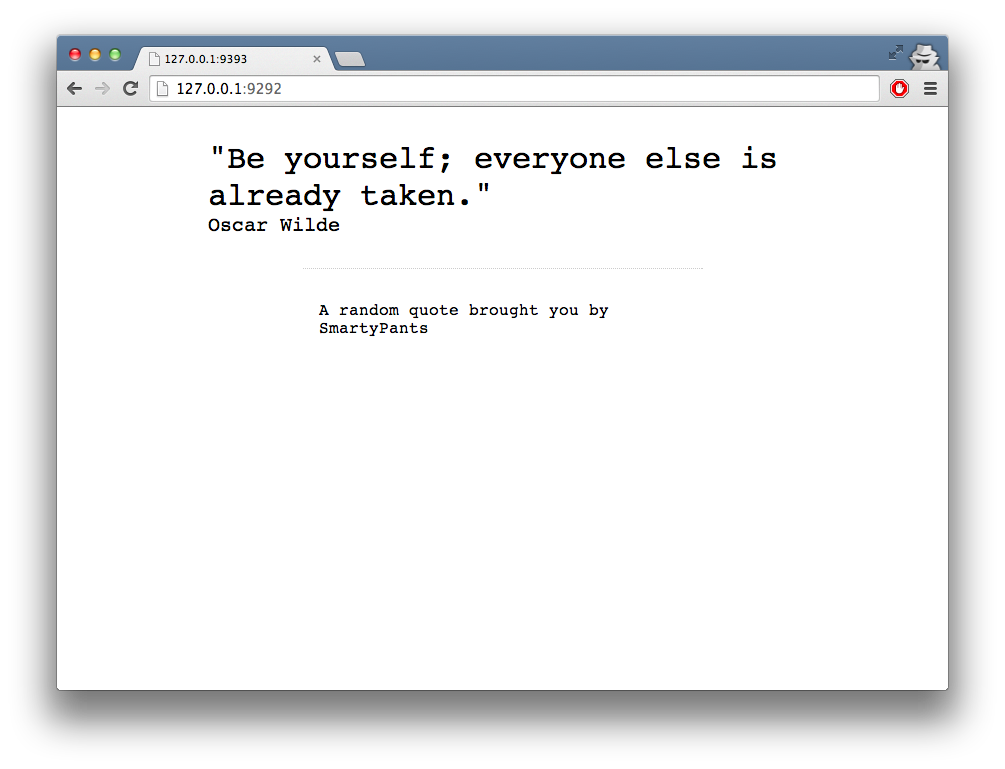 127.0.0.1:9393
127.0.0.1:9292
"Be yourself; everyone else is
already taken."
Oscar Wilde
A random quote brought you by
SmartyPants